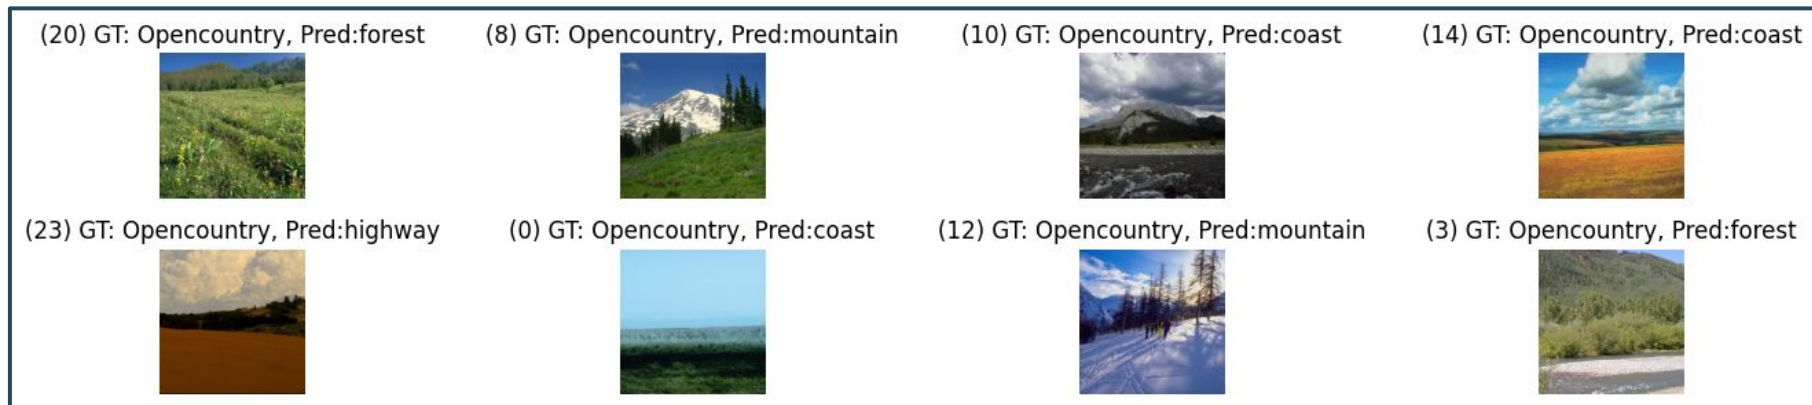 (20) GT: Opencountry, Pred:forest
(8) GT: Opencountry, Pred:mountain
(10) GT: Opencountry, Pred:coast
(14) GT: Opencountry, Pred:coast
(23) GT: Opencountry, Pred:highway
(0) GT: Opencountry, Pred:coast
(12) GT: Opencountry, Pred:mountain
(3) GT: Opencountry, Pred:forest